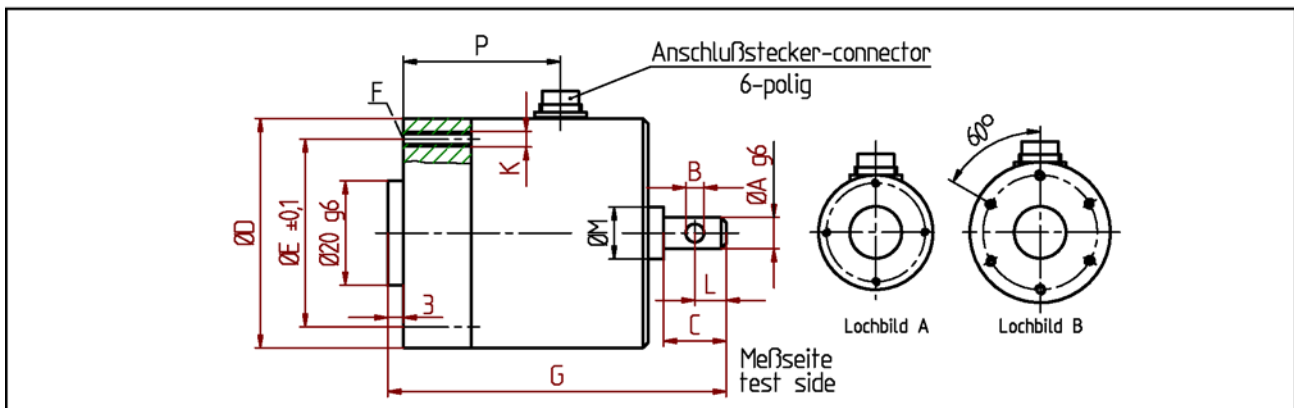 P
Anschlußstecker-connector
6-polig
F
K
B
ØA g6
60°
ØD
ØE ±0,1
Ø20 g6
ØM
3
L
C
G
Meßseite
test side
Lochbild A
Lochbild B